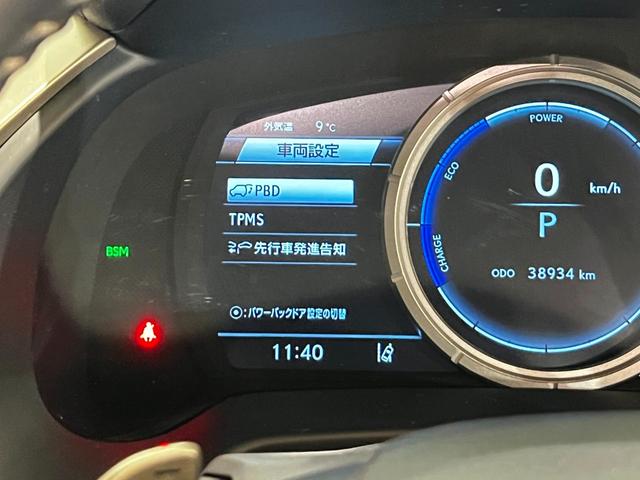 外気温 9℃
車両設定
PBD
TPMS
先行車発進告知
:パワーバックドア設定の切替
11:40
BSM
POWER
ECO
CHARGE
0 km/h
P
ODO 38934 km